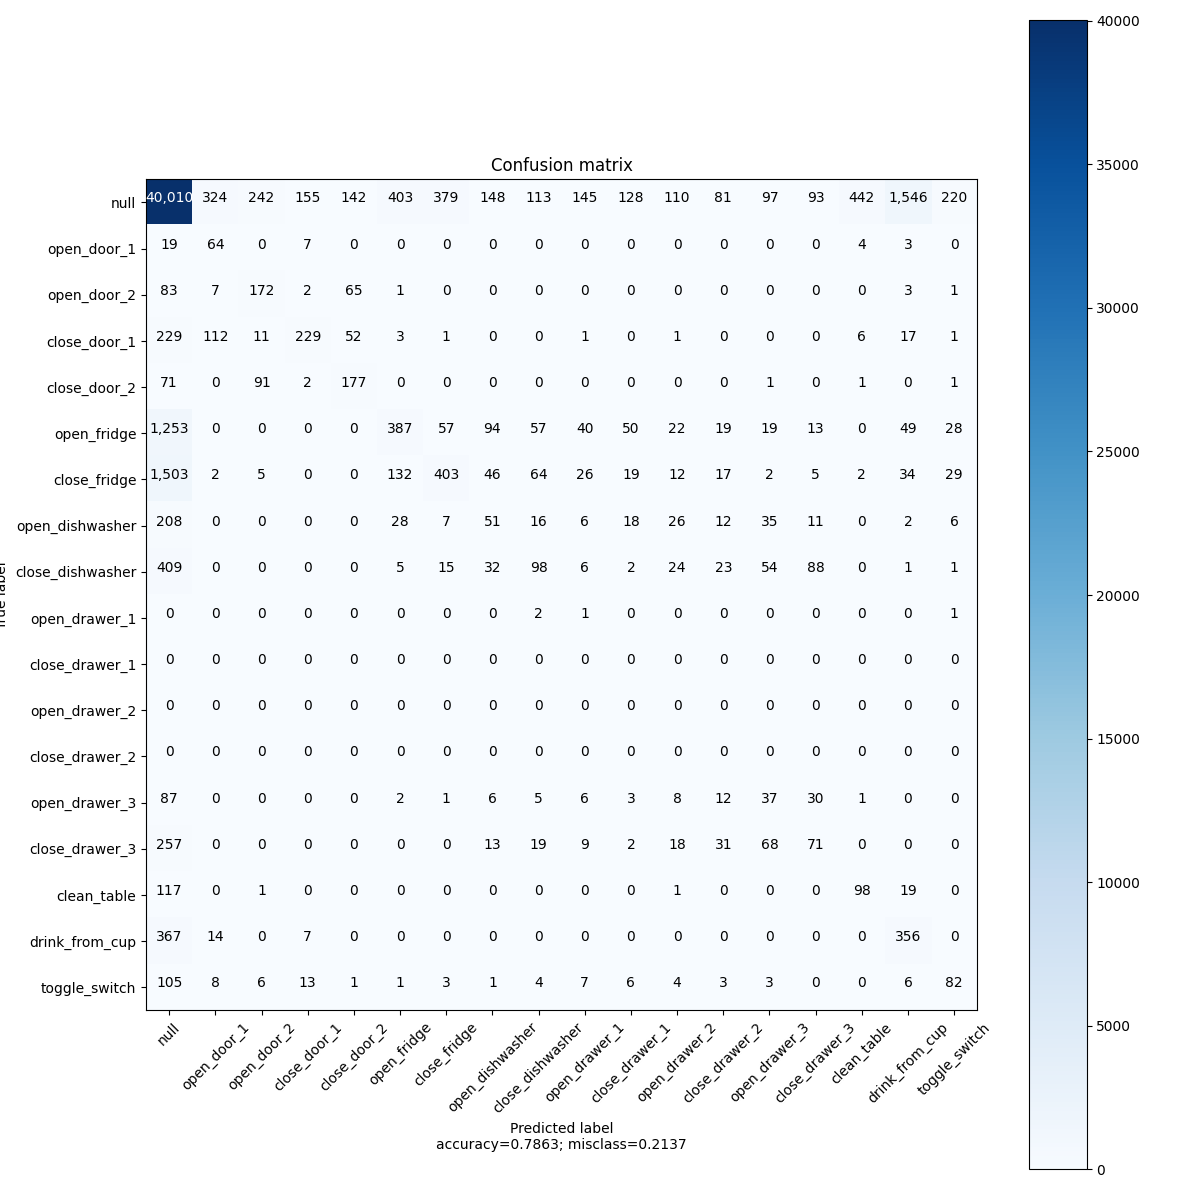 Confusion matrix
null 40,010 324 242 155 142 403 379 148 113 145 128 110 81 97 93 442 1,546 220
open_door_1 19 64 0 7 0 0 0 0 0 0 0 0 0 0 0 4 3 0
open_door_2 83 7 172 2 65 1 0 0 0 0 0 0 0 0 0 0 3 1
close_door_1 229 112 11 229 52 3 1 0 0 1 0 1 0 0 0 6 17 1
close_door_2 71 0 91 2 177 0 0 0 0 0 0 0 0 1 0 1 0 1
open_fridge 1,253 0 0 0 0 387 57 94 57 40 50 22 19 19 13 0 49 28
close_fridge 1,503 2 5 0 0 132 403 46 64 26 19 12 17 2 5 2 34 29
open_dishwasher 208 0 0 0 0 28 7 51 16 6 18 26 12 35 11 0 2 6
close_dishwasher 409 0 0 0 0 5 15 32 98 6 2 24 23 54 88 0 1 1
open_drawer_1 0 0 0 0 0 0 0 0 2 1 0 0 0 0 0 0 0 1
close_drawer_1 0 0 0 0 0 0 0 0 0 0 0 0 0 0 0 0 0 0
open_drawer_2 0 0 0 0 0 0 0 0 0 0 0 0 0 0 0 0 0 0
close_drawer_2 0 0 0 0 0 0 0 0 0 0 0 0 0 0 0 0 0 0
open_drawer_3 87 0 0 0 0 2 1 6 5 6 3 8 12 37 30 1 0 0
close_drawer_3 257 0 0 0 0 0 0 13 19 9 2 18 31 68 71 0 0 0
clean_table 117 0 1 0 0 0 0 0 0 0 0 1 0 0 0 98 19 0
drink_from_cup 367 14 0 7 0 0 0 0 0 0 0 0 0 0 0 0 356 0
toggle_switch 105 8 6 13 1 1 3 1 4 7 6 4 3 3 0 0 6 82
null open_door_1 open_door_2 close_door_1 close_door_2 open_fridge close_fridge open_dishwasher close_dishwasher open_drawer_1 close_drawer_1 open_drawer_2 close_drawer_2 open_drawer_3 close_drawer_3 clean_table drink_from_cup toggle_switch
Predicted label
accuracy=0.7863; misclass=0.2137
40000
35000
30000
25000
20000
15000
10000
5000
0